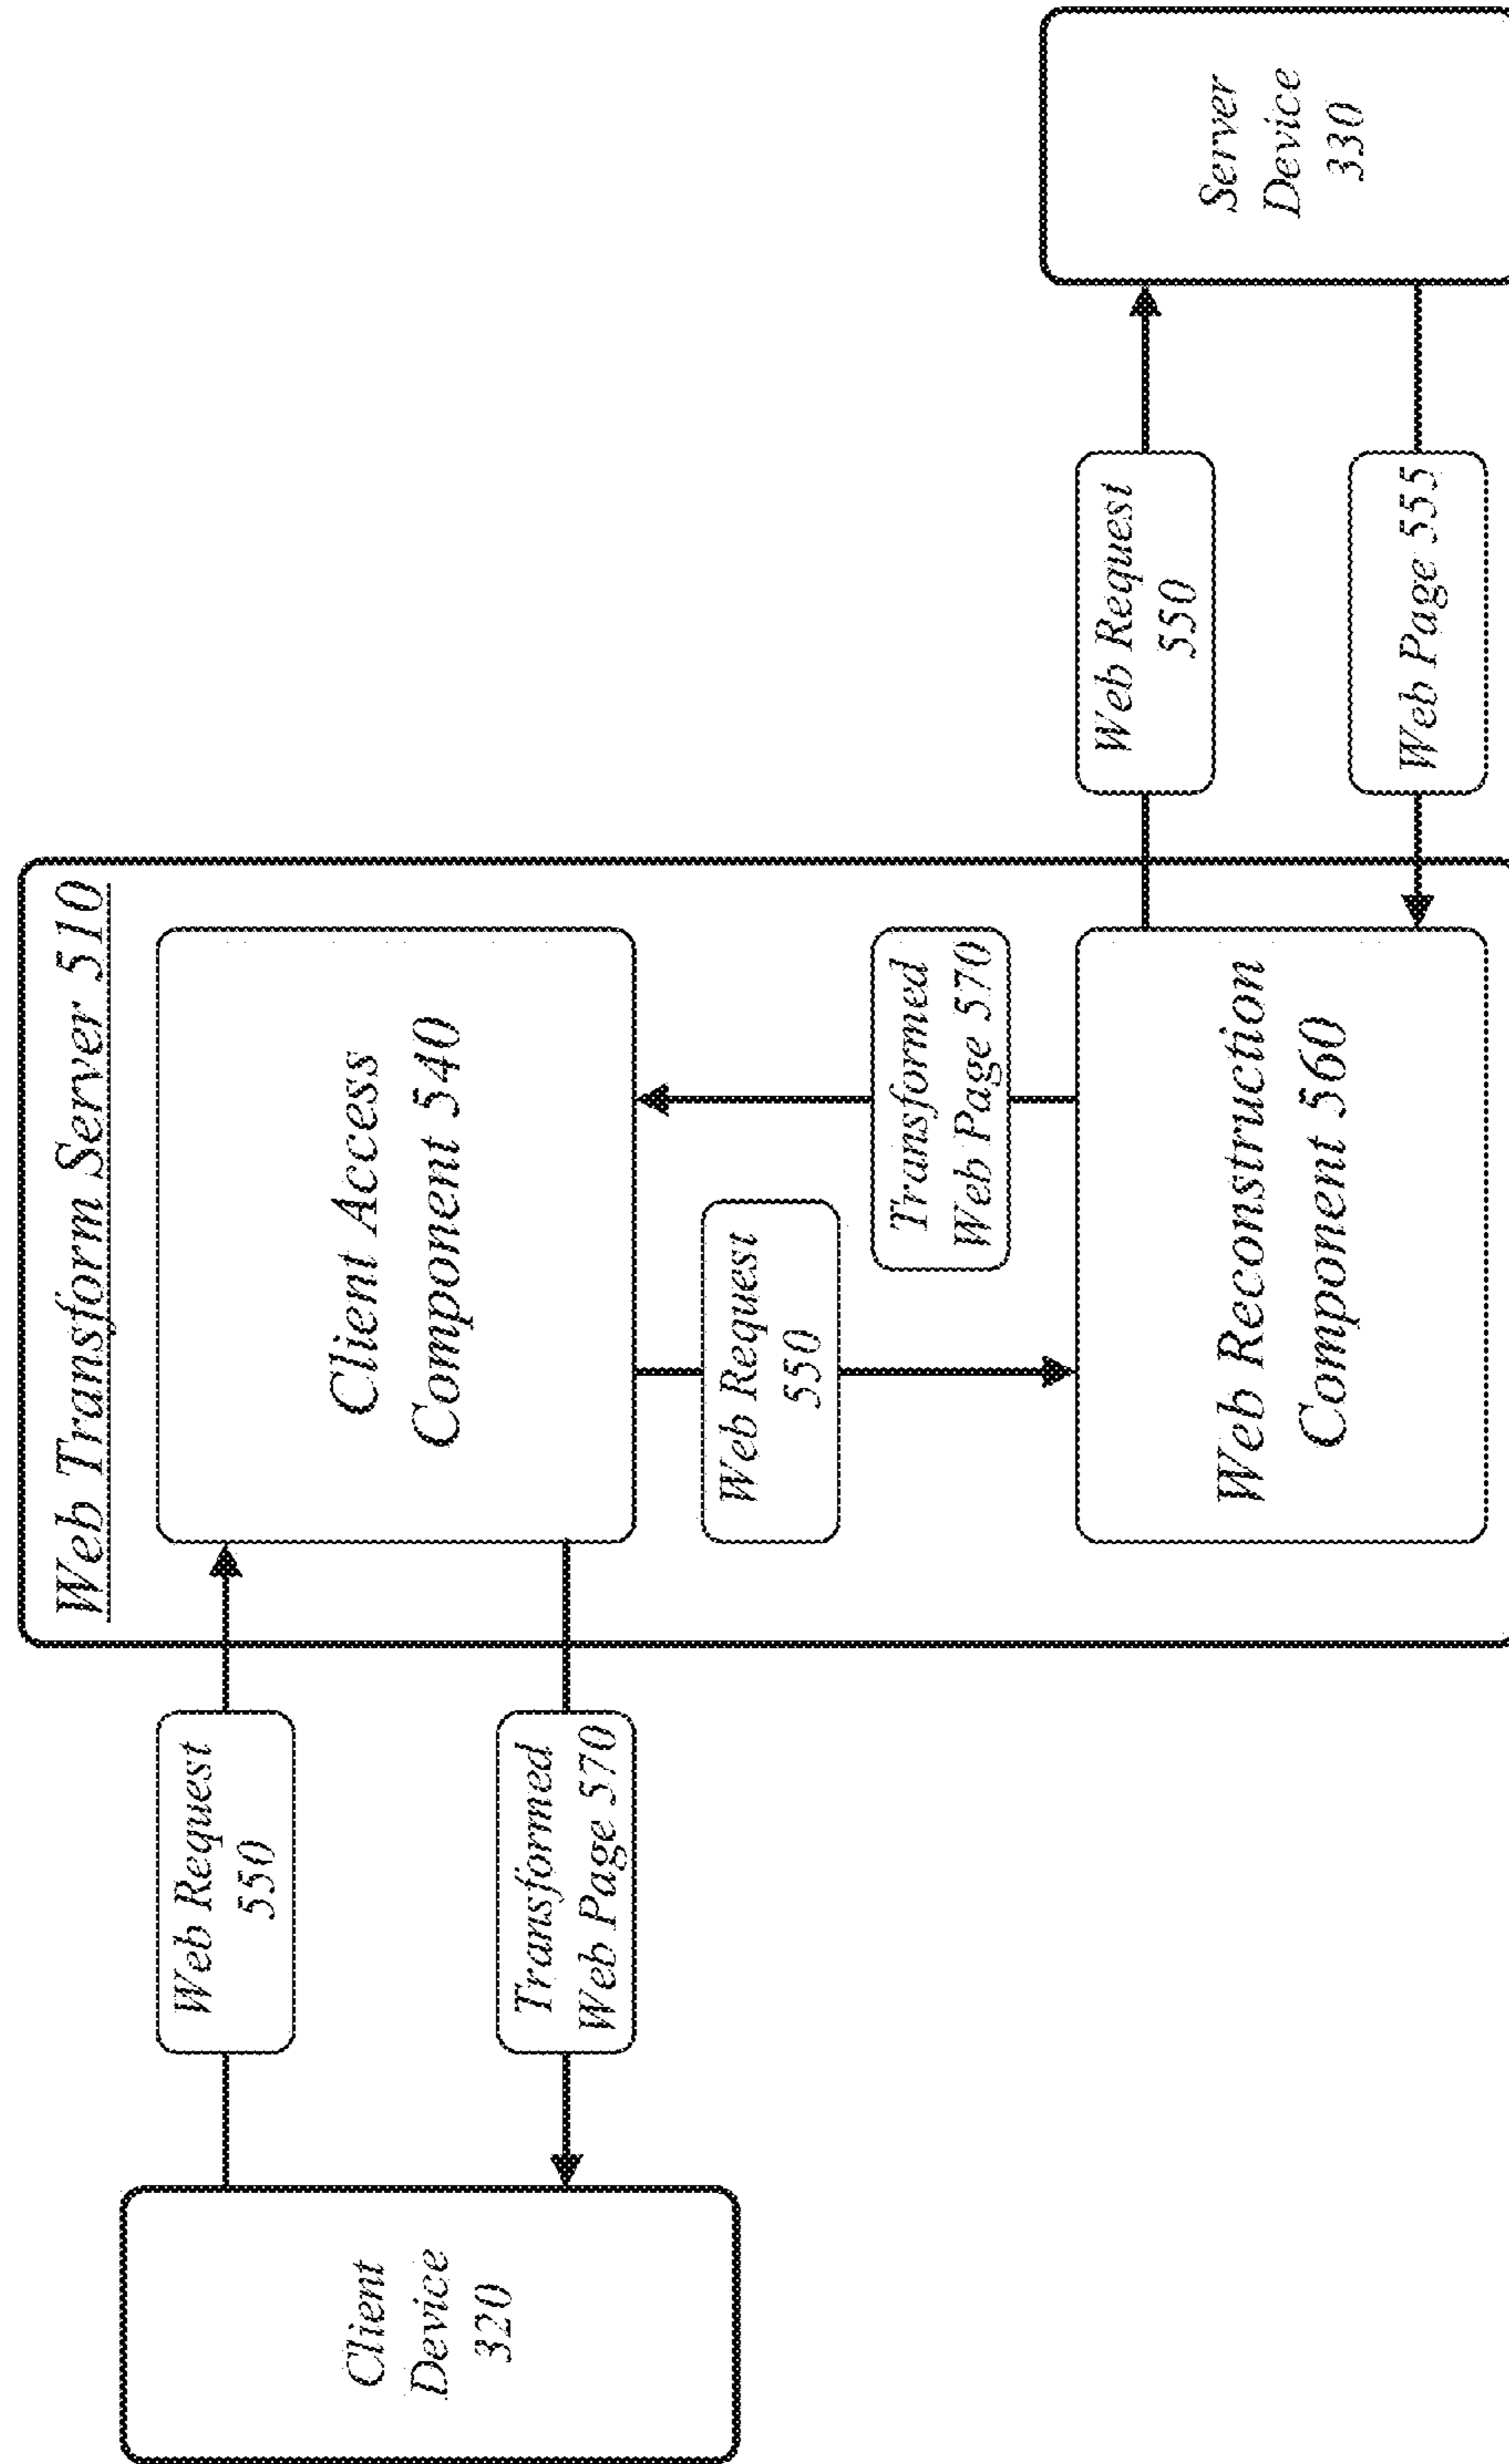 Web Transform Server 510
Client
Device
320
Web Request
550
Transformed
Web Page 570
Client Access
Component 540
Web Request
550
Transformed
Web Page 570
Web Reconstruction
Component 560
Web Request
550
Web Page 555
Server
Device
330